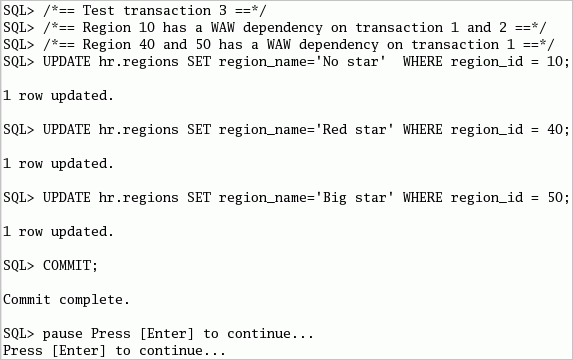 SQL> /*== Test transaction 3 ==*/
SQL> /*== Region 10 has a WAW dependency on transaction 1 and 2 ==*/
SQL> /*== Region 40 and 50 has a WAW dependency on transaction 1 ==*/
SQL> UPDATE hr.regions SET region_name='No star'  WHERE region_id = 10;
1 row updated.
SQL> UPDATE hr.regions SET region_name='Red star' WHERE region_id = 40;
1 row updated.
SQL> UPDATE hr.regions SET region_name='Big star' WHERE region_id = 50;
1 row updated.
SQL> COMMIT;
Commit complete.
SQL> pause Press [Enter] to continue...
Press [Enter] to continue...